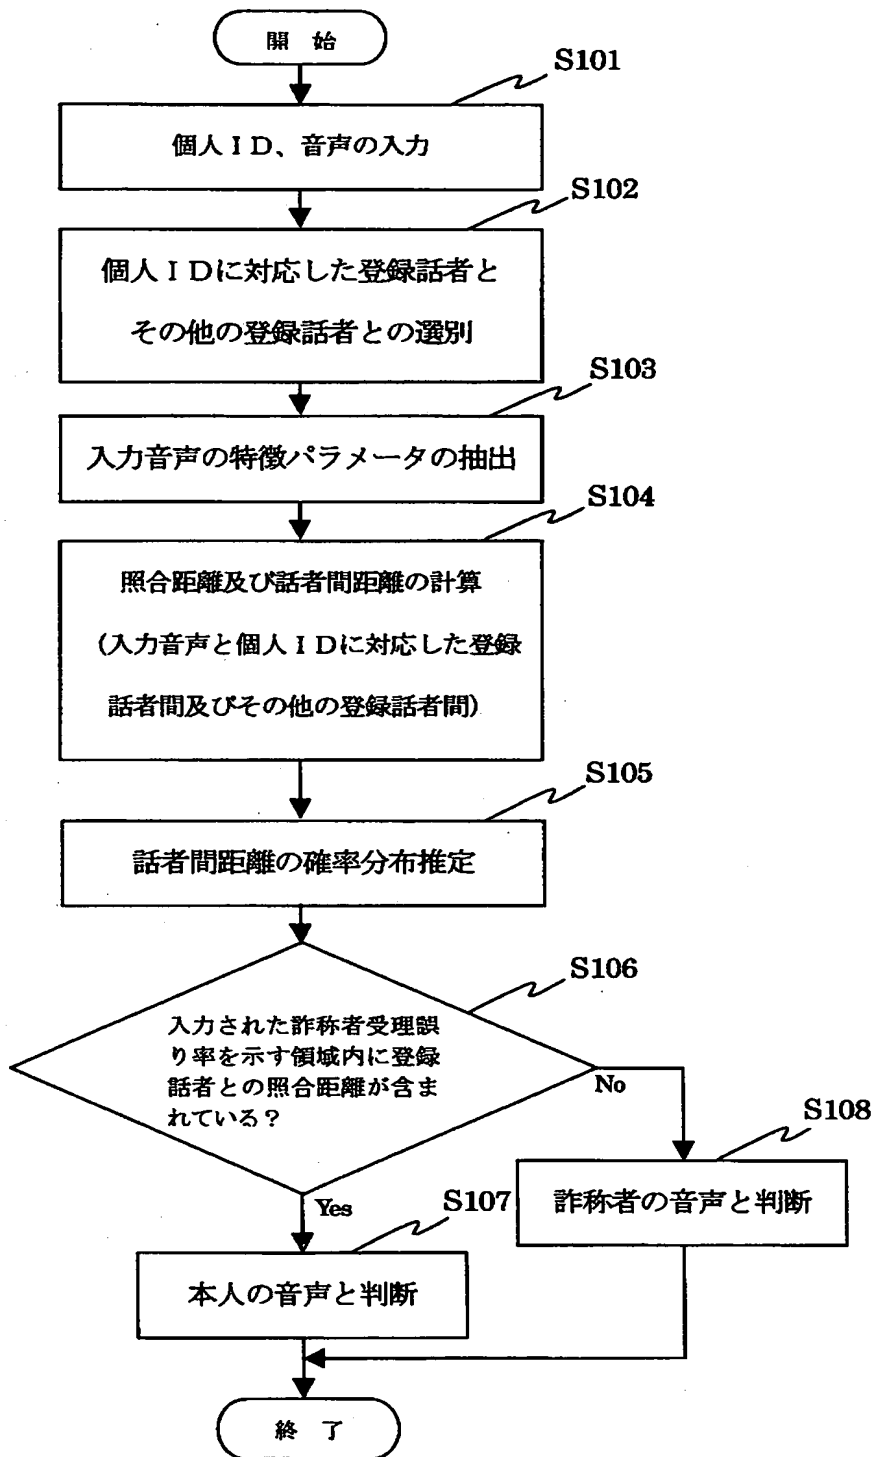 開 始
S101
個人ID、音声の入力
S102
個人IDに対応した登録話者と
その他の登録話者との選別
S103
入力音声の特徴パラメータの抽出
S104
照合距離及び話者間距離の計算
(入力音声と個人IDに対応した登録
話者間及びその他の登録話者間)
S105
話者間距離の確率分布推定
S106
入力された詐称者受理誤
り率を示す領域内に登録
話者との照合距離が含ま
れている?
No
S108
詐称者の音声と判断
Yes
S107
本人の音声と判断
終 了